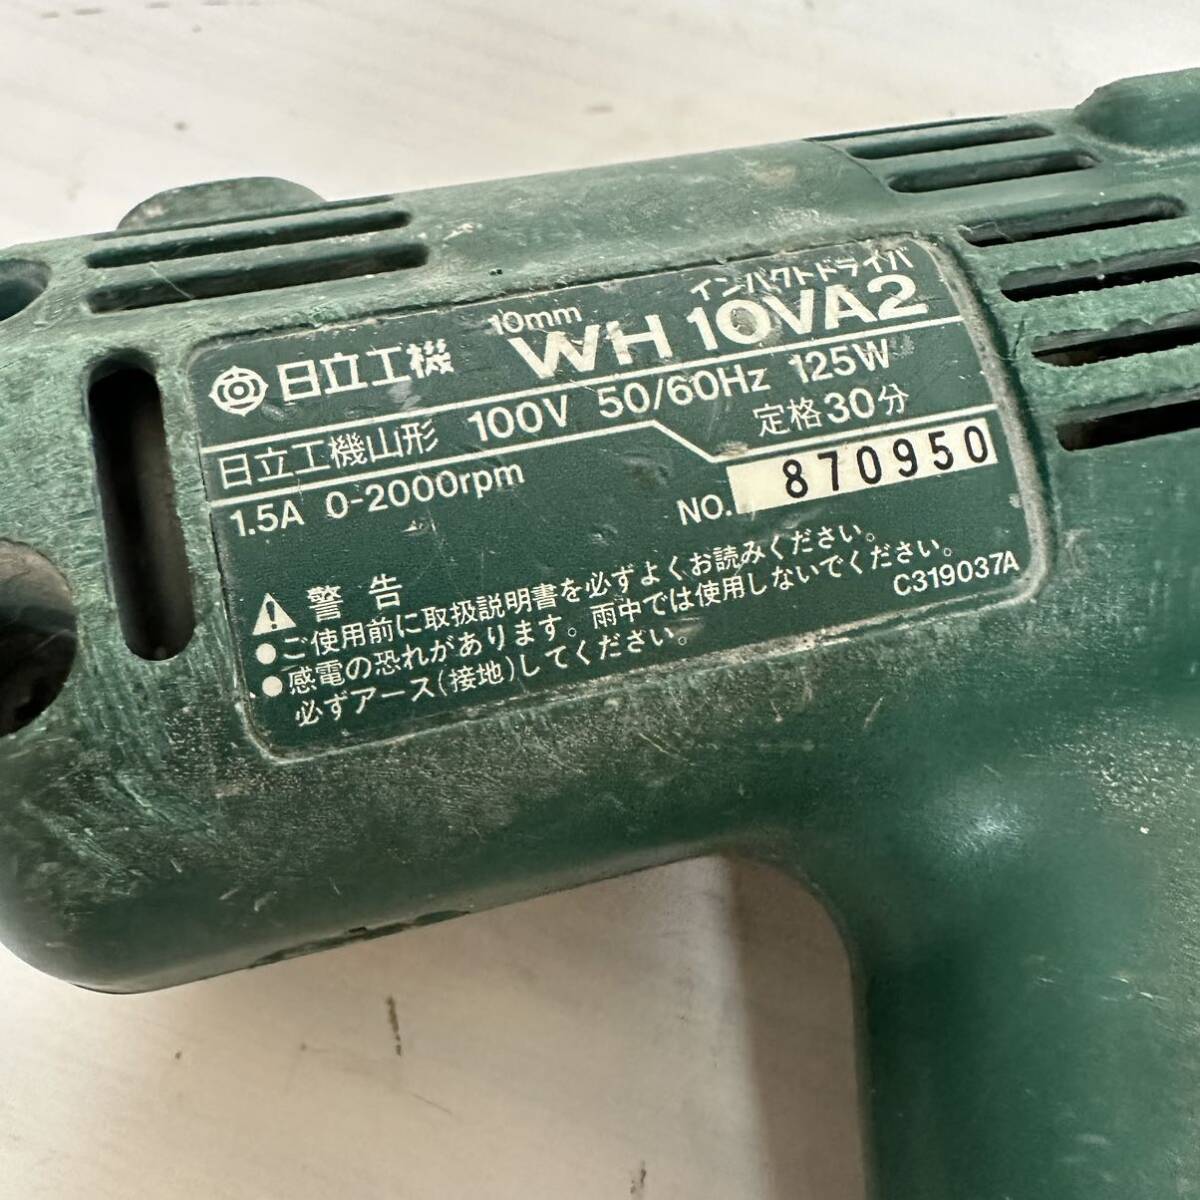 インパクトドライバ
日立工機 10mm WH 10VA2
日立工機山形 100V 50/60Hz 125W
1.5A 0-2000rpm 定格30分
NO. 870950
警告
●ご使用前に取扱説明書を必ずよくお読みください。
●感電の恐れがあります。雨中では使用しないでください。
必ずアース(接地)してください。
C319037A